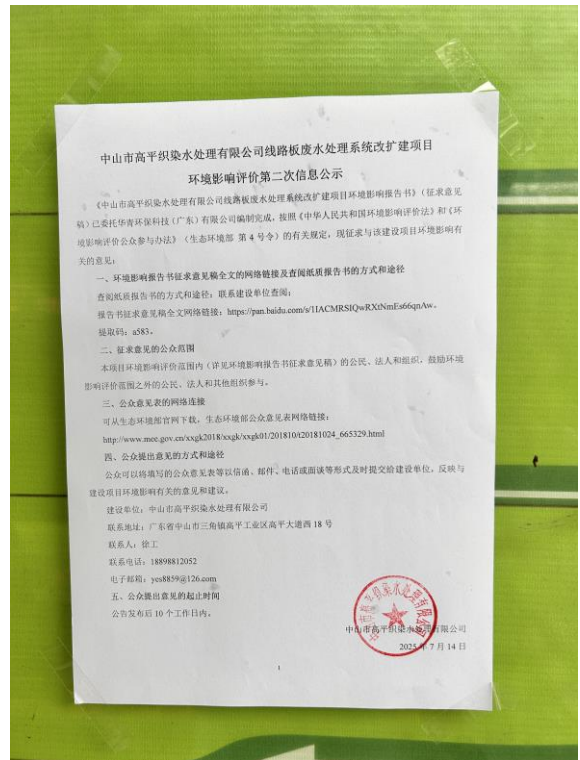 中山市高平织染水处理有限公司线路板废水处理系统改扩建项目
环境影响评价第二次信息公示
《中山市高平织染水处理有限公司线路板废水处理系统改扩建项目环境影响报告书》（征求意见
稿）已委托华青环保科技（广东）有限公司编制完成，按照《中华人民共和国环境影响评价法》和《环
境影响评价公众参与办法》（生态环境部 第 4 号令）的有关规定，现征求与该建设项目环境影响有
关的意见：
一、环境影响报告书征求意见稿全文的网络链接及查阅纸质报告书的方式和途径
查阅纸质报告书的方式和途径：联系建设单位查阅；
报告书征求意见稿全文网络链接：https://pan.baidu.com/s/1IACMRSIQwRXtNmEs66qnAw。
提取码：a583。
二、征求意见的公众范围
本项目环境影响评价范围内（详见环境影响报告书征求意见稿）的公民、法人和组织，鼓励环境
影响评价范围之外的公民、法人和其他组织参与。
三、公众意见表的网络连接
可从生态环境部官网下载，生态环境部公众意见表网络链接：
http://www.mee.gov.cn/xxgk2018/xxgk/xxgk01/201810/t20181024_665329.html
四、公众提出意见的方式和途径
公众可以将填写的公众意见表等以信函、邮件、电话或面谈等形式及时提交给建设单位，反映与
建设项目环境影响有关的意见和建议。
建设单位：中山市高平织染水处理有限公司
联系地址：广东省中山市三角镇高平工业区高平大道西 18 号
联系人：徐工
联系电话：18898812052
电子邮箱：yes8859@126.com
五、公众提出意见的起止时间
公告发布后 10 个工作日内。
中山市高平织染水处理有限公司
2025 年 7 月 14 日
1